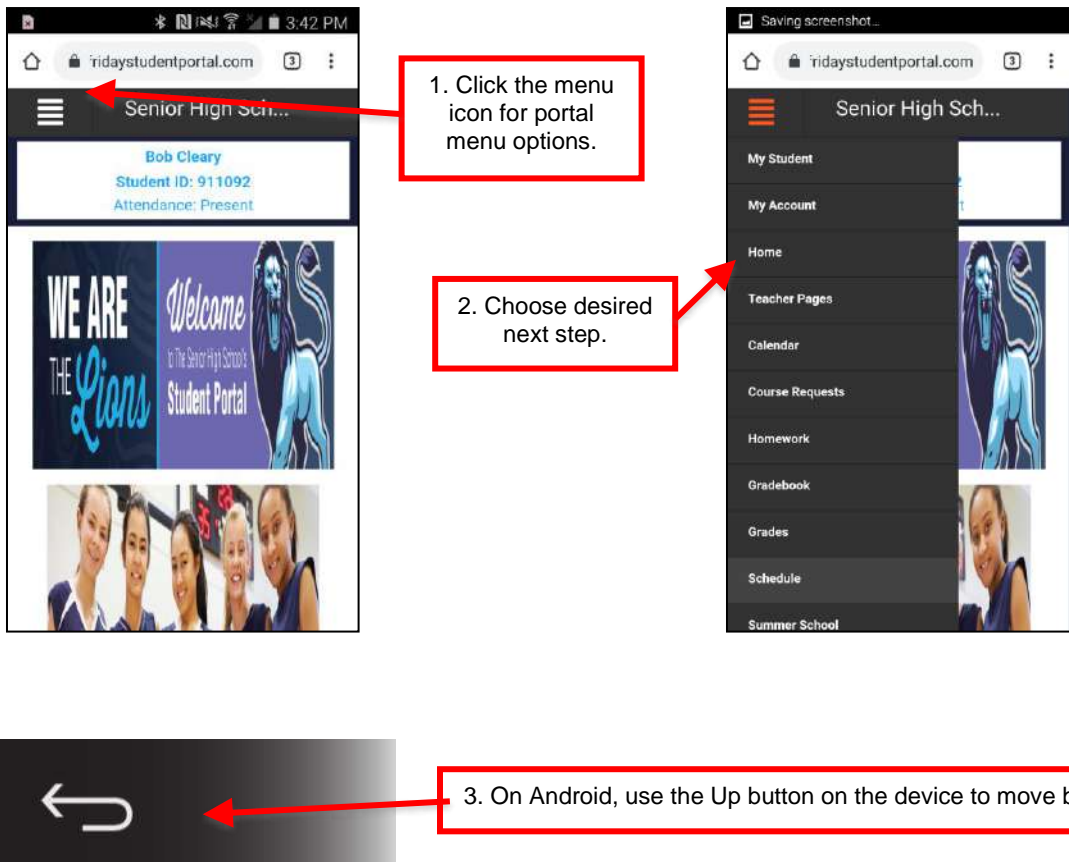 3:42 PM
ridaystudentportal.com 3
Senior High Sch...
Bob Cleary
Student ID: 911092
Attendance: Present
WE ARE
THE Lions
Welcome
to The Senior High School's
Student Portal
1. Click the menu
icon for portal
menu options.
2. Choose desired
next step.
Saving screenshot...
ridaystudentportal.com 3
Senior High Sch...
My Student
My Account
Home
Teacher Pages
Calendar
Course Requests
Homework
Gradebook
Grades
Schedule
Summer School
3. On Android, use the Up button on the device to move